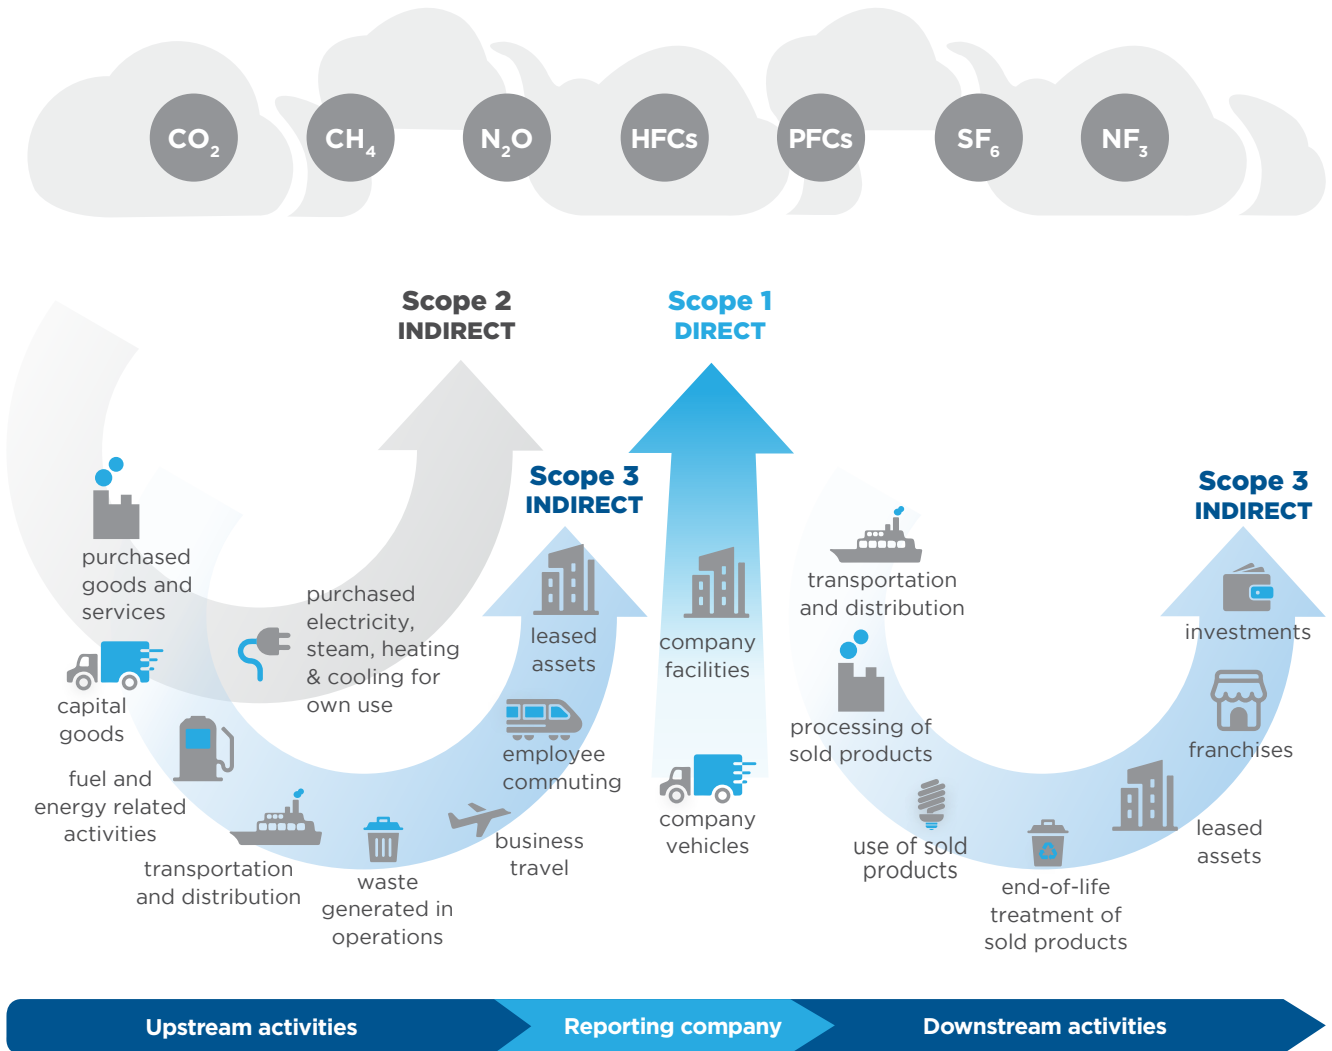 CO₂
CH₄
N₂O
HFCs
PFCs
SF₆
NF₃
Scope 2
INDIRECT
Scope 1
DIRECT
Scope 3
INDIRECT
Scope 3
INDIRECT
purchased
goods and
services
capital
goods
fuel and
energy related
activities
transportation
and distribution
waste
generated in
operations
business
travel
employee
commuting
leased
assets
purchased
electricity,
steam, heating
& cooling for
own use
company
facilities
company
vehicles
transportation
and distribution
processing of
sold products
use of sold
products
end-of-life
treatment of
sold products
leased
assets
franchises
investments
Upstream activities
Reporting company
Downstream activities